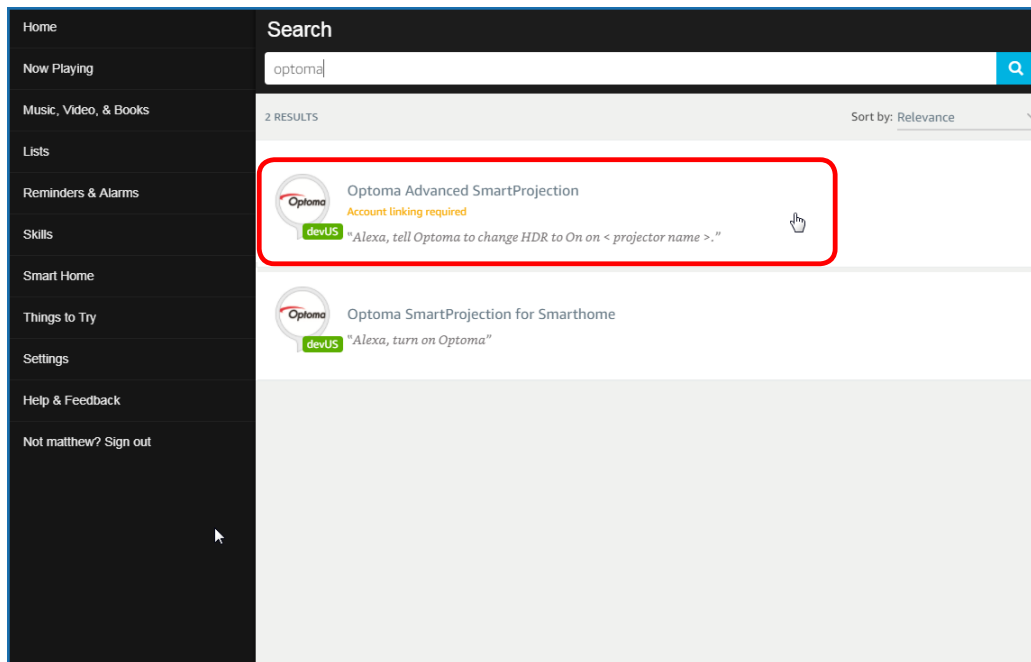 Home
Now Playing
Music, Video, & Books
Lists
Reminders & Alarms
Skills
Smart Home
Things to Try
Settings
Help & Feedback
Not matthew? Sign out
Search
optoma
2 RESULTS
Sort by: Relevance
Optoma
devUS
Optoma Advanced SmartProjection
Account linking required
"Alexa, tell Optoma to change HDR to On on < projector name >."
Optoma
devUS
Optoma SmartProjection for Smarthome
"Alexa, turn on Optoma"